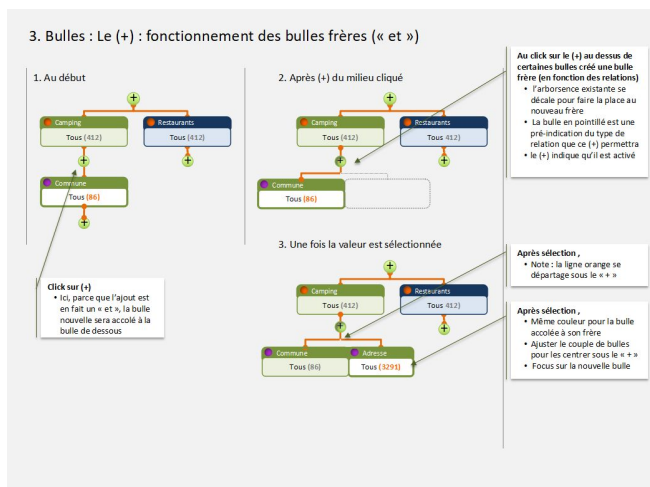 3. Bulles : Le (+) : fonctionnement des bulles frères (« et »)
1. Au début
Camping
Tous (412)
Restaurants
Tous (412)
Commune
Tous (86)
Click sur (+)
• Ici, parce que l'ajout est
en fait un « et », la bulle
nouvelle sera accolé à la
bulle de dessous
2. Après (+) du milieu cliqué
Camping
Tous (412)
Restaurants
Tous 412)
Commune
Tous (86)
3. Une fois la valeur est sélectionnée
Camping
Tous (412)
Restaurants
Tous 412)
Commune
Tous (86)
Adresse
Tous (3291)
Au click sur le (+) au dessus de
certaines bulles créé une bulle
frère (en fonction des relations)
• l'arborsence existante se
décale pour faire la place au
nouveau frère
• La bulle en pointillé est une
pré-indication du type de
relation que ce (+) permettra
• le (+) indique qu'il est activé
Après sélection ,
• Note : la ligne orange se
départage sous le « + »
Après sélection ,
• Même couleur pour la bulle
accolée à son frère
• Ajuster le couple de bulles
pour les centrer sous le « + »
• Focus sur la nouvelle bulle